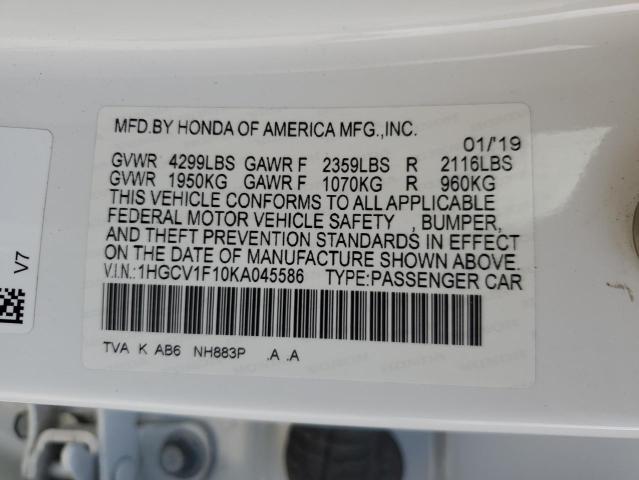 MFD.BY HONDA OF AMERICA MFG.,INC.
01/'19
GVWR 4299LBS GAWR F 2359LBS R 2116LBS
GVWR 1950KG GAWR F 1070KG R 960KG
THIS VEHICLE CONFORMS TO ALL APPLICABLE
FEDERAL MOTOR VEHICLE SAFETY , BUMPER,
AND THEFT PREVENTION STANDARDS IN EFFECT
ON THE DATE OF MANUFACTURE SHOWN ABOVE.
V.I.N.:1HGCV1F10KA045586 TYPE:PASSENGER CAR
TVA K AB6 NH883P .A .A
V7